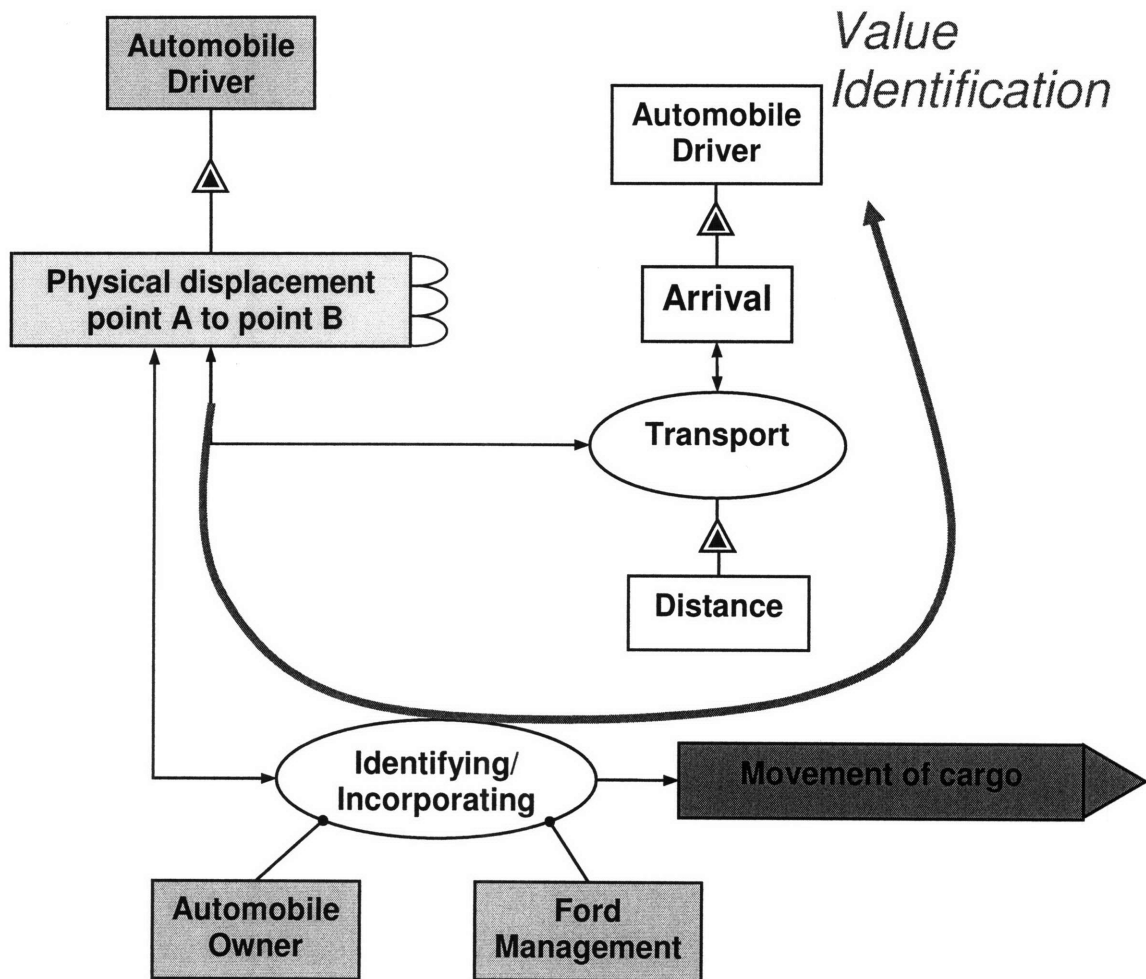 Value
Identification
Automobile
Driver
Automobile
Driver
Physical displacement
point A to point B
Arrival
Transport
Distance
Identifying/
Incorporating
Movement of cargo
Automobile
Owner
Ford
Management